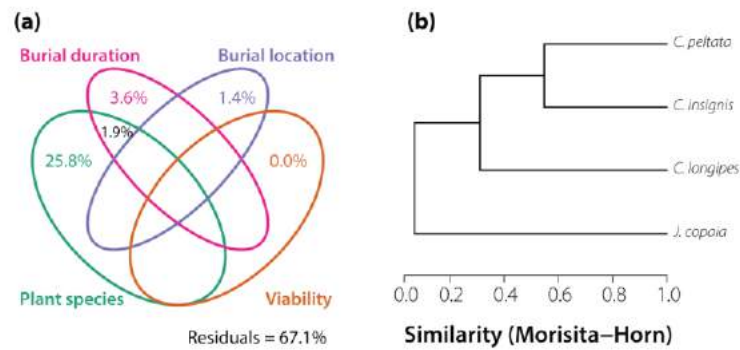 (a)
Burial duration
Burial location
3.6%
1.4%
1.9%
25.8%
0.0%
Plant species
Viability
Residuals = 67.1%
(b)
C. peltata
C. insignis
C. longipes
J. copaia
0.0 0.2 0.4 0.6 0.8 1.0
Similarity (Morisita–Horn)